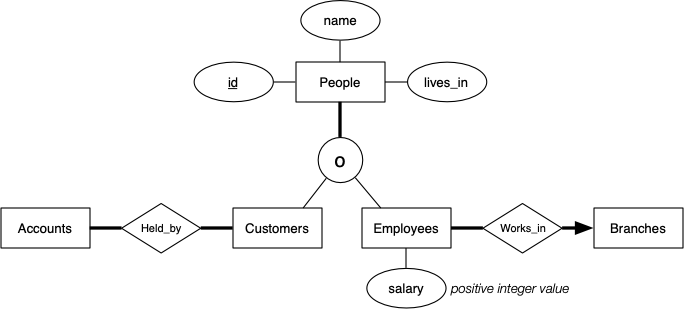 name
id
People
lives_in
O
Accounts
Held_by
Customers
Employees
Works_in
Branches
salary
positive integer value